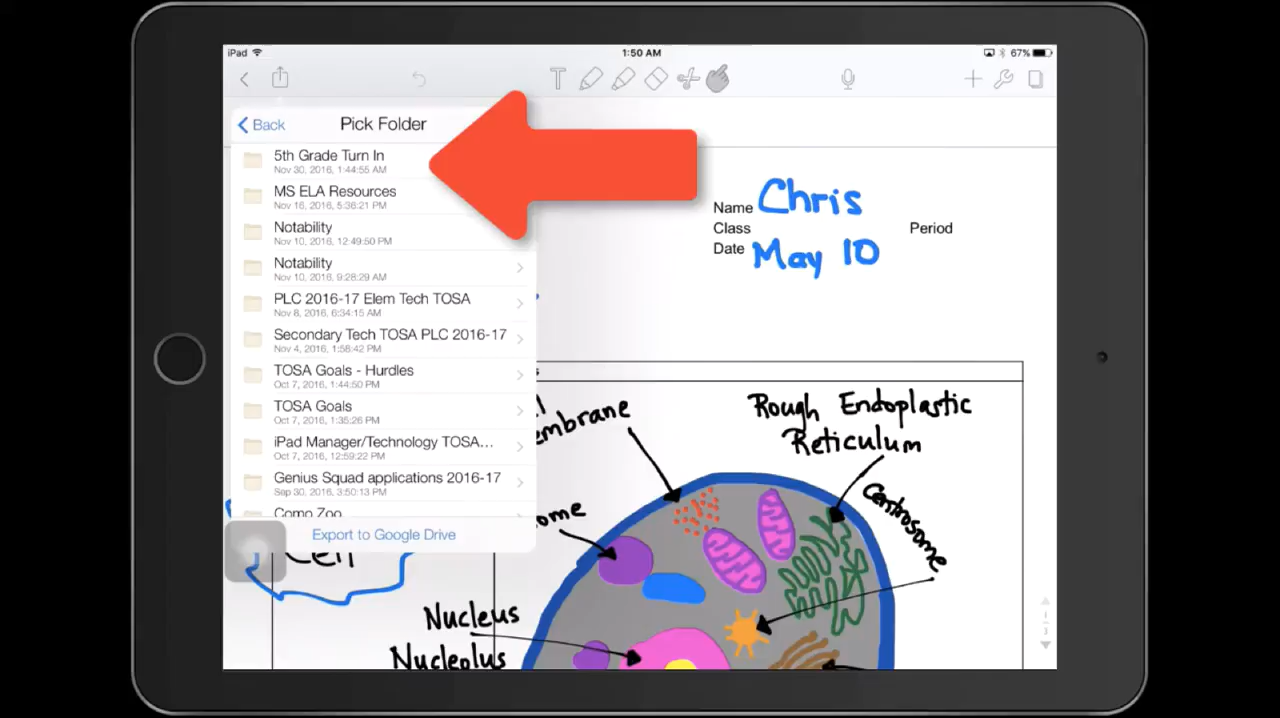 iPad
1:50 AM
67%
Back
Pick Folder
5th Grade Turn In
Nov 30, 2016, 1:44:55 AM
MS ELA Resources
Nov 16, 2016, 5:36:21 PM
Notability
Nov 10, 2016, 12:49:50 PM
Notability
Nov 10, 2016, 9:28:29 AM
PLC 2016-17 Elem Tech TOSA
Nov 8, 2016, 6:34:15 AM
Secondary Tech TOSA PLC 2016-17
Nov 4, 2016, 1:58:42 PM
TOSA Goals - Hurdles
Oct 7, 2016, 1:44:50 PM
TOSA Goals
Oct 7, 2016, 1:35:26 PM
iPad Manager/Technology TOSA...
Oct 7, 2016, 12:59:22 PM
Genius Squad applications 2016-17
Sep 30, 2016, 3:50:13 PM
Como Zoo
Export to Google Drive
Name Chris
Class
Period
Date May 10
embrane
Rough Endoplastic
Reticulum
Centrosome
ome
Cell
Nucleus
Nucleolus